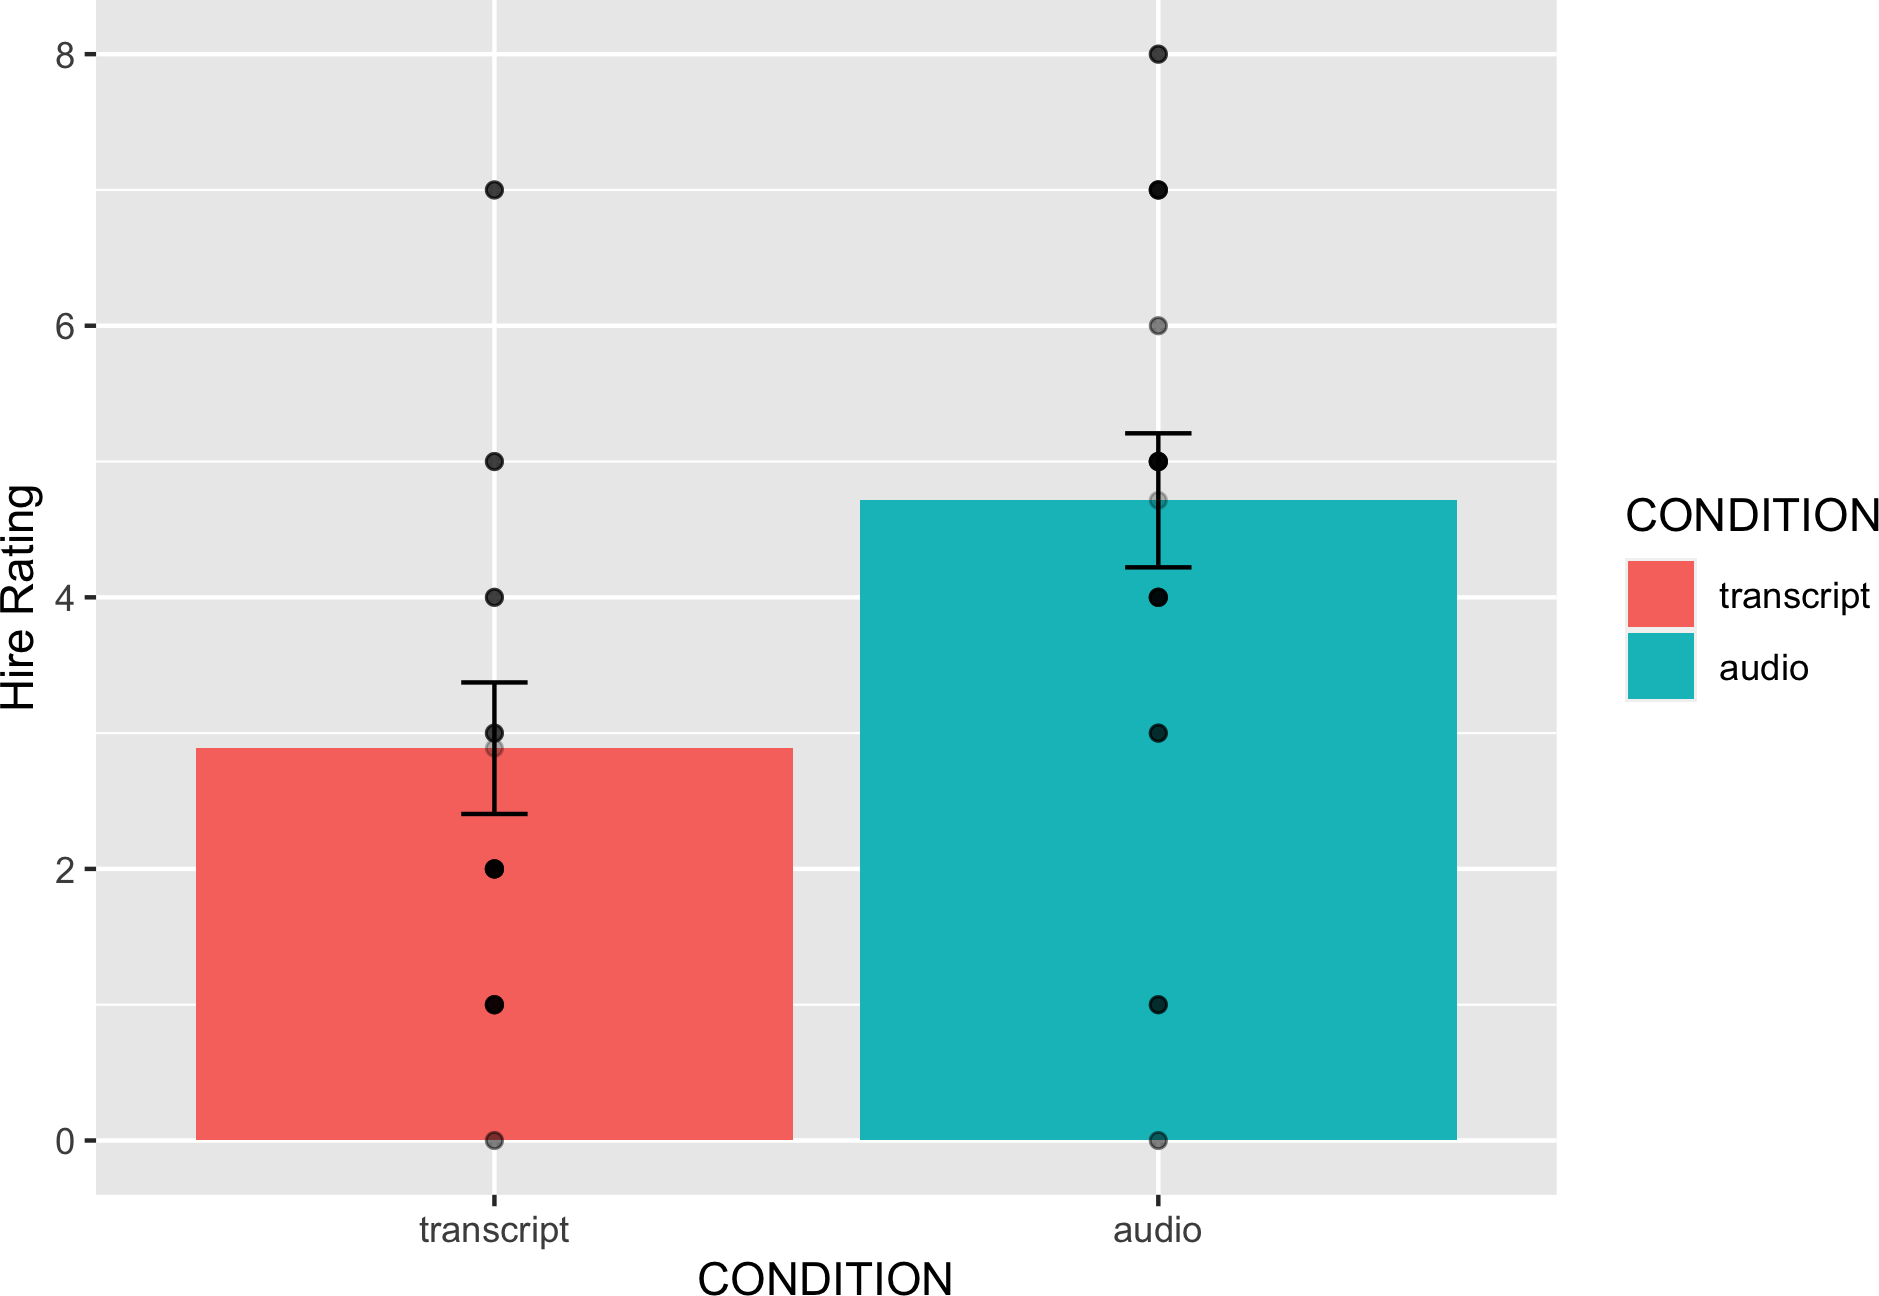 8
6
4
2
0
Hire Rating
transcript
audio
CONDITION
CONDITION
transcript
audio